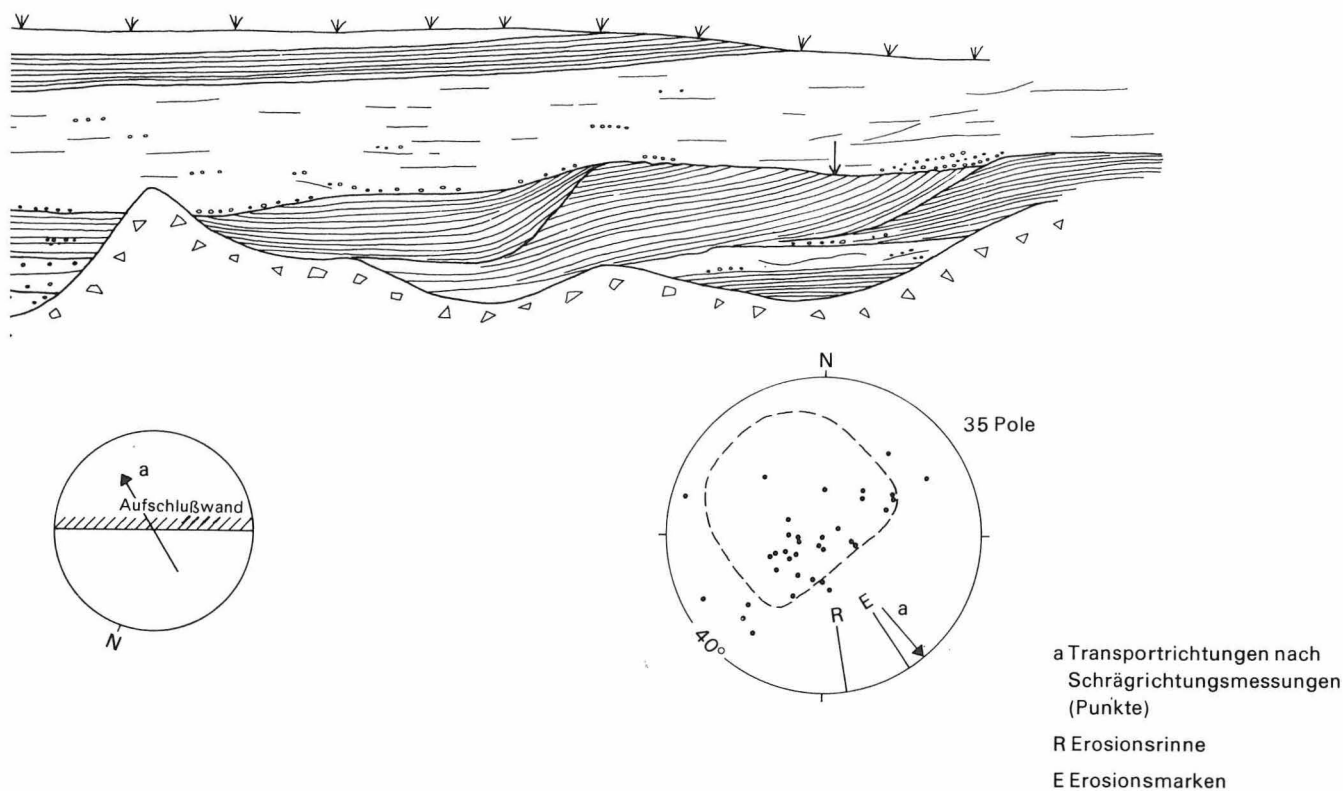 a
Aufschlußwand
N
N
35 Pole
R
E
a
40°
a Transportrichtungen nach
Schrägrichtungsmessungen
(Punkte)
R Erosionsrinne
E Erosionsmarken